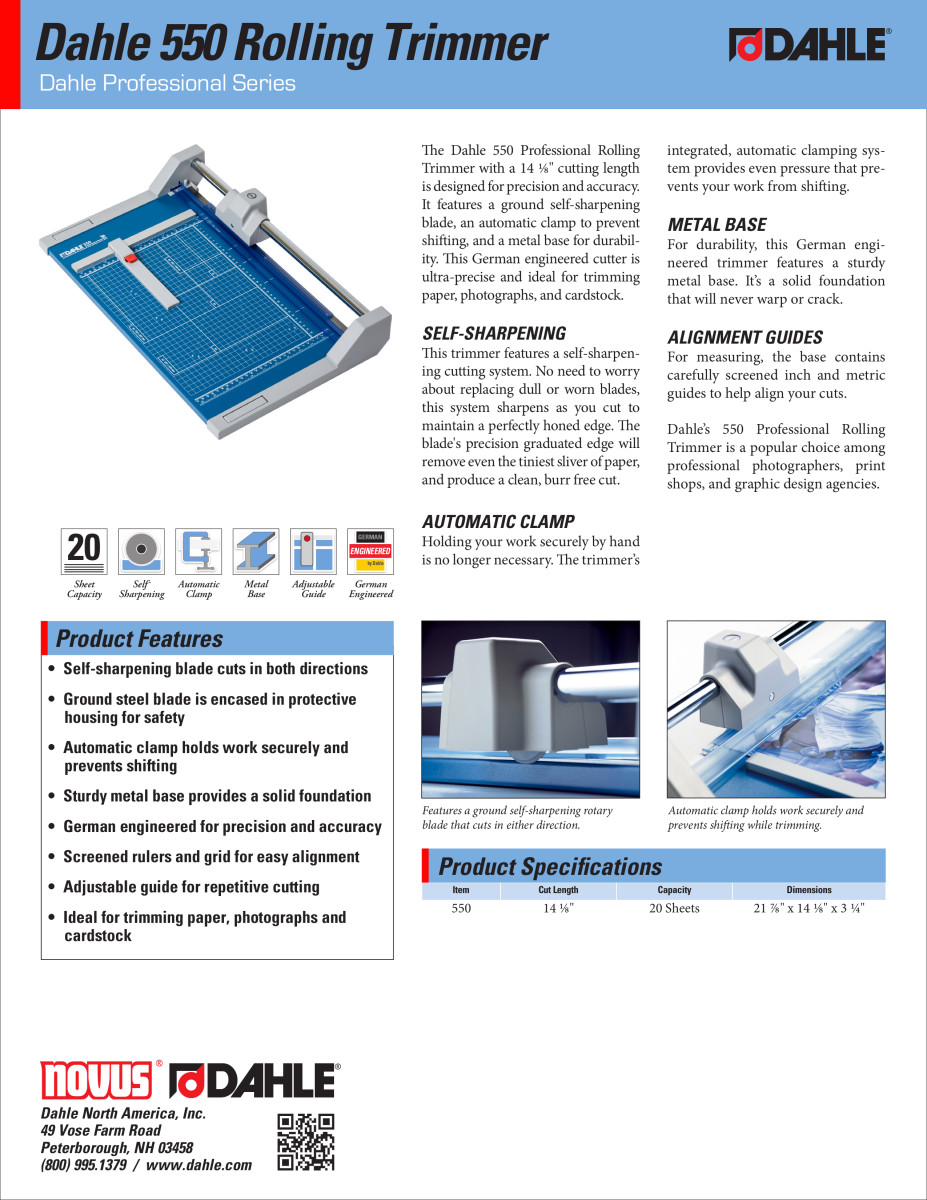 Dahle 550 Rolling Trimmer
Dahle Professional Series
DAHLE®
The Dahle 550 Professional Rolling
Trimmer with a 14 ⅛" cutting length
is designed for precision and accuracy.
It features a ground self-sharpening
blade, an automatic clamp to prevent
shifting, and a metal base for durabil-
ity. This German engineered cutter is
ultra-precise and ideal for trimming
paper, photographs, and cardstock.
SELF-SHARPENING
This trimmer features a self-sharpen-
ing cutting system. No need to worry
about replacing dull or worn blades,
this system sharpens as you cut to
maintain a perfectly honed edge. The
blade's precision graduated edge will
remove even the tiniest sliver of paper,
and produce a clean, burr free cut.
AUTOMATIC CLAMP
Holding your work securely by hand
is no longer necessary. The trimmer’s
integrated, automatic clamping sys-
tem provides even pressure that pre-
vents your work from shifting.
METAL BASE
For durability, this German engi-
neered trimmer features a sturdy
metal base. It’s a solid foundation
that will never warp or crack.
ALIGNMENT GUIDES
For measuring, the base contains
carefully screened inch and metric
guides to help align your cuts.
Dahle’s 550 Professional Rolling
Trimmer is a popular choice among
professional photographers, print
shops, and graphic design agencies.
DAHLE 550
20
GERMAN
ENGINEERED
by Dahle
Sheet Capacity
Self-Sharpening
Automatic Clamp
Metal Base
Adjustable Guide
German Engineered
Product Features
• Self-sharpening blade cuts in both directions
• Ground steel blade is encased in protective
housing for safety
• Automatic clamp holds work securely and
prevents shifting
• Sturdy metal base provides a solid foundation
• German engineered for precision and accuracy
• Screened rulers and grid for easy alignment
• Adjustable guide for repetitive cutting
• Ideal for trimming paper, photographs and
cardstock
Features a ground self-sharpening rotary
blade that cuts in either direction.
Automatic clamp holds work securely and
prevents shifting while trimming.
Product Specifications
Item Cut Length Capacity Dimensions
550 14 ⅛" 20 Sheets 21 ⅞" x 14 ⅛" x 3 ¼"
novus® DAHLE®
Dahle North America, Inc.
49 Vose Farm Road
Peterborough, NH 03458
(800) 995.1379 / www.dahle.com